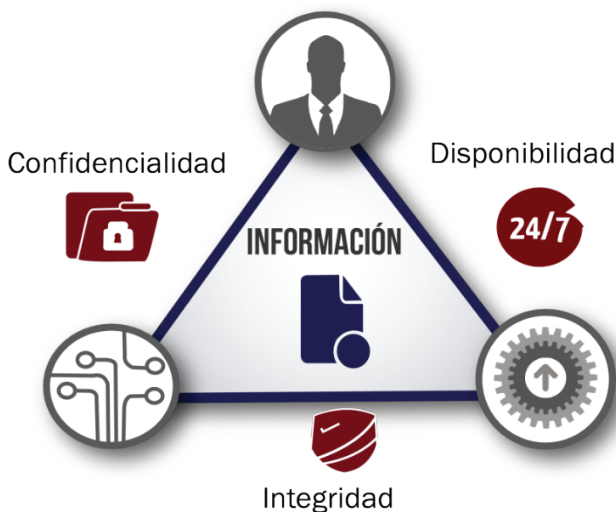 Confidencialidad
Disponibilidad
24/7
INFORMACIÓN
Integridad